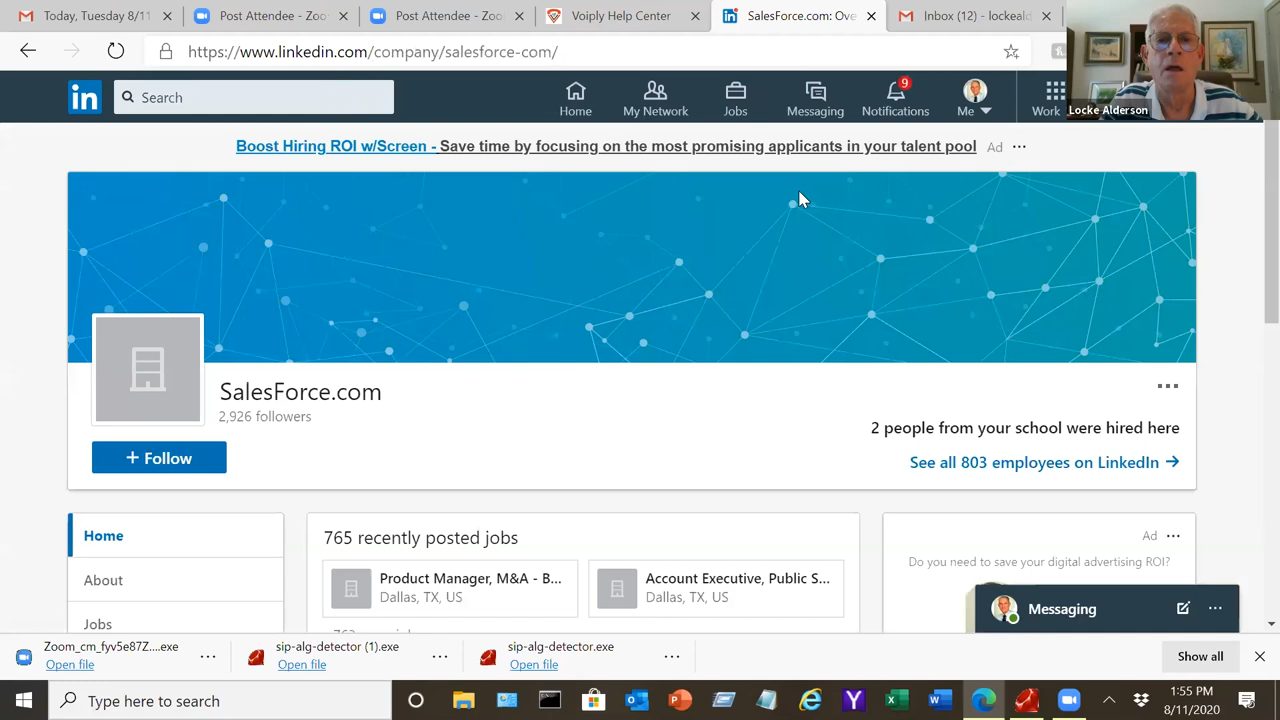 Today, Tuesday 8/11
Post Attendee - Zoo
Post Attendee - Zoo
Voiply Help Center
SalesForce.com: Ove
Inbox (12) - lockeald
https://www.linkedin.com/company/salesforce-com/
in
Search
Home
My Network
Jobs
Messaging
9
Notifications
Me
Work
Locke Alderson
Boost Hiring ROI w/Screen - Save time by focusing on the most promising applicants in your talent pool
Ad
SalesForce.com
2,926 followers
2 people from your school were hired here
+ Follow
See all 803 employees on LinkedIn →
Home
About
Jobs
765 recently posted jobs
Product Manager, M&A - B...
Dallas, TX, US
Account Executive, Public S...
Dallas, TX, US
Ad
Do you need to save your digital advertising ROI?
Messaging
Zoom_cm_fyv5e87Z....exe
Open file
sip-alg-detector (1).exe
Open file
sip-alg-detector.exe
Open file
Show all
Type here to search
1:55 PM
8/11/2020